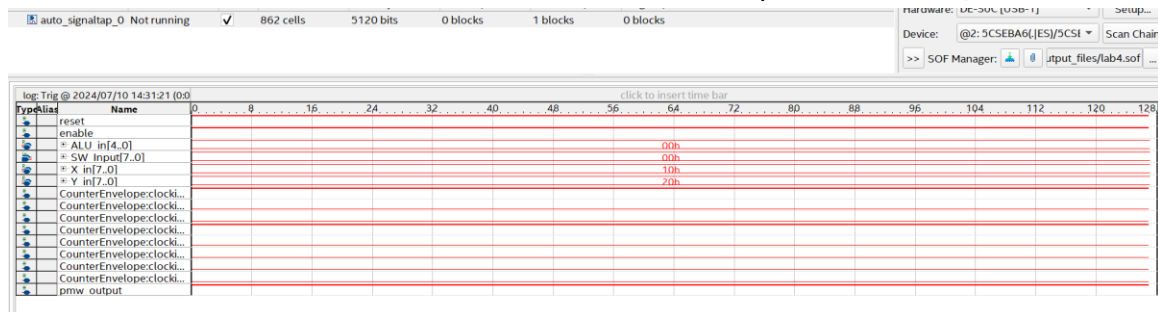 auto_signaltap_0 Not running 862 cells 5120 bits 0 blocks 1 blocks 0 blocks
Hardware: DE-SoC [USB-1] Setup...
Device: @2: 5CSEBA6(.|ES)/5CSE Scan Chain
>> SOF Manager: utput_files/lab4.sof ...
log: Trig @ 2024/07/10 14:31:21 (0:0 click to insert time bar
Type Alias Name 0 8 16 24 32 40 48 56 64 72 80 88 96 104 112 120 128
reset
enable
ALU_in[4..0] 00h
SW_Input[7..0] 00h
X_in[7..0] 10h
Y_in[7..0] 20h
CounterEnvelope:clocki...
CounterEnvelope:clocki...
CounterEnvelope:clocki...
CounterEnvelope:clocki...
CounterEnvelope:clocki...
CounterEnvelope:clocki...
CounterEnvelope:clocki...
CounterEnvelope:clocki...
pmw_output